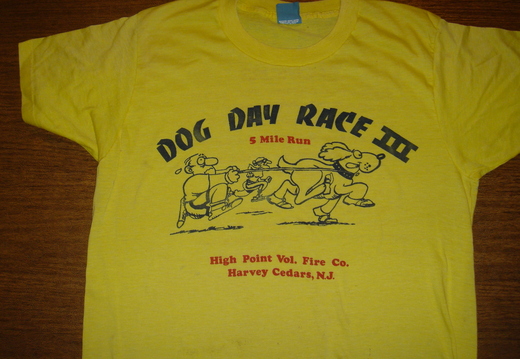 DOG DAY RACE III
5 Mile Run
High Point Vol. Fire Co.
Harvey Cedars, N.J.